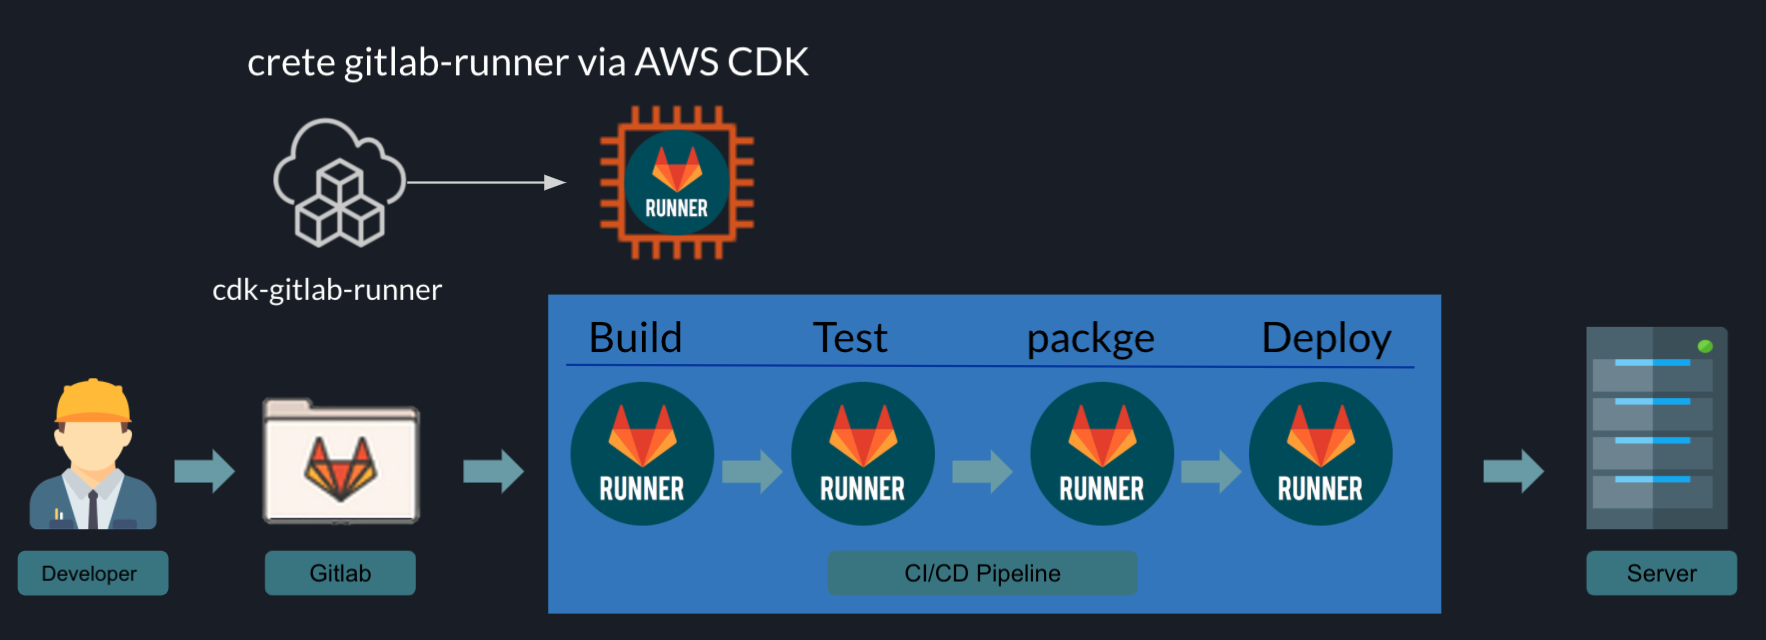 crete gitlab-runner via AWS CDK
RUNNER
cdk-gitlab-runner
Build Test packge Deploy
RUNNER RUNNER RUNNER RUNNER
Developer Gitlab CI/CD Pipeline Server